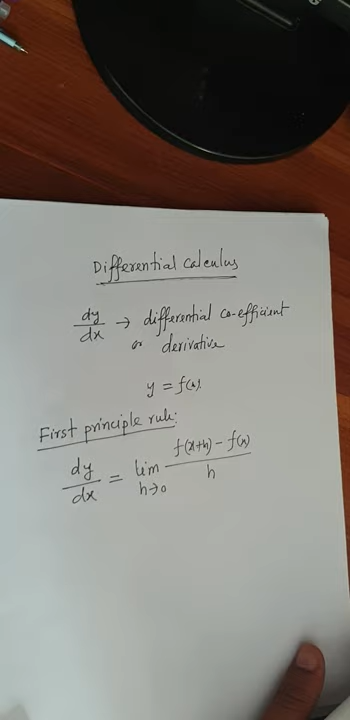 Differential Calculus
dy/dx → differential co-efficient
or derivative
y = f(x).
First principle rule:
dy/dx = lim h→0 f(x+h) - f(x) / h